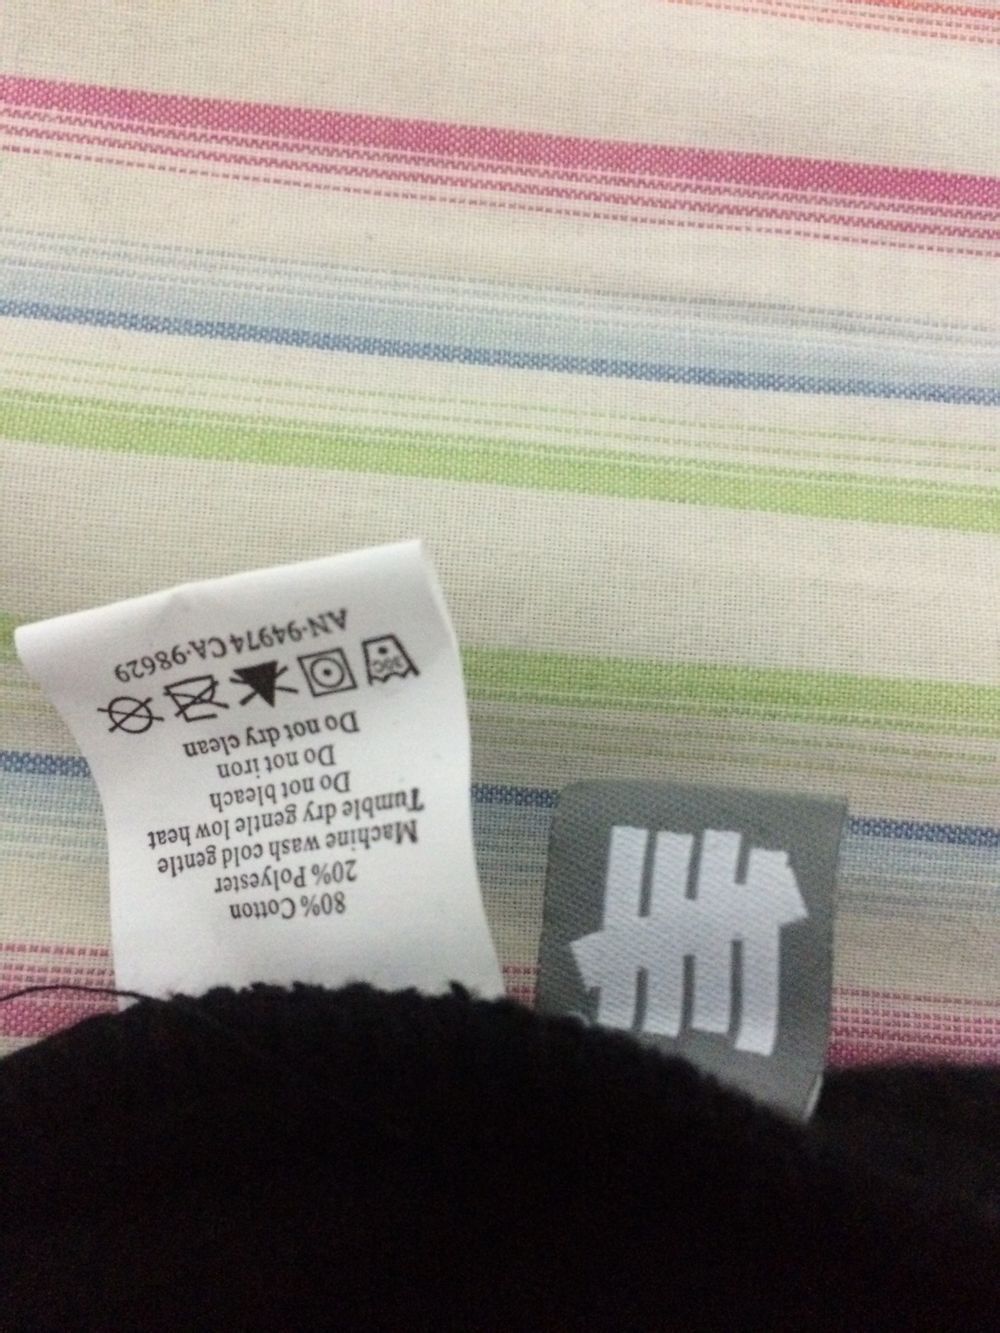 80% Cotton
20% Polyester
Machine wash cold gentle
Tumble dry gentle low heat
Do not bleach
Do not iron
Do not dry clean
30C
AN-94974 CA-98629